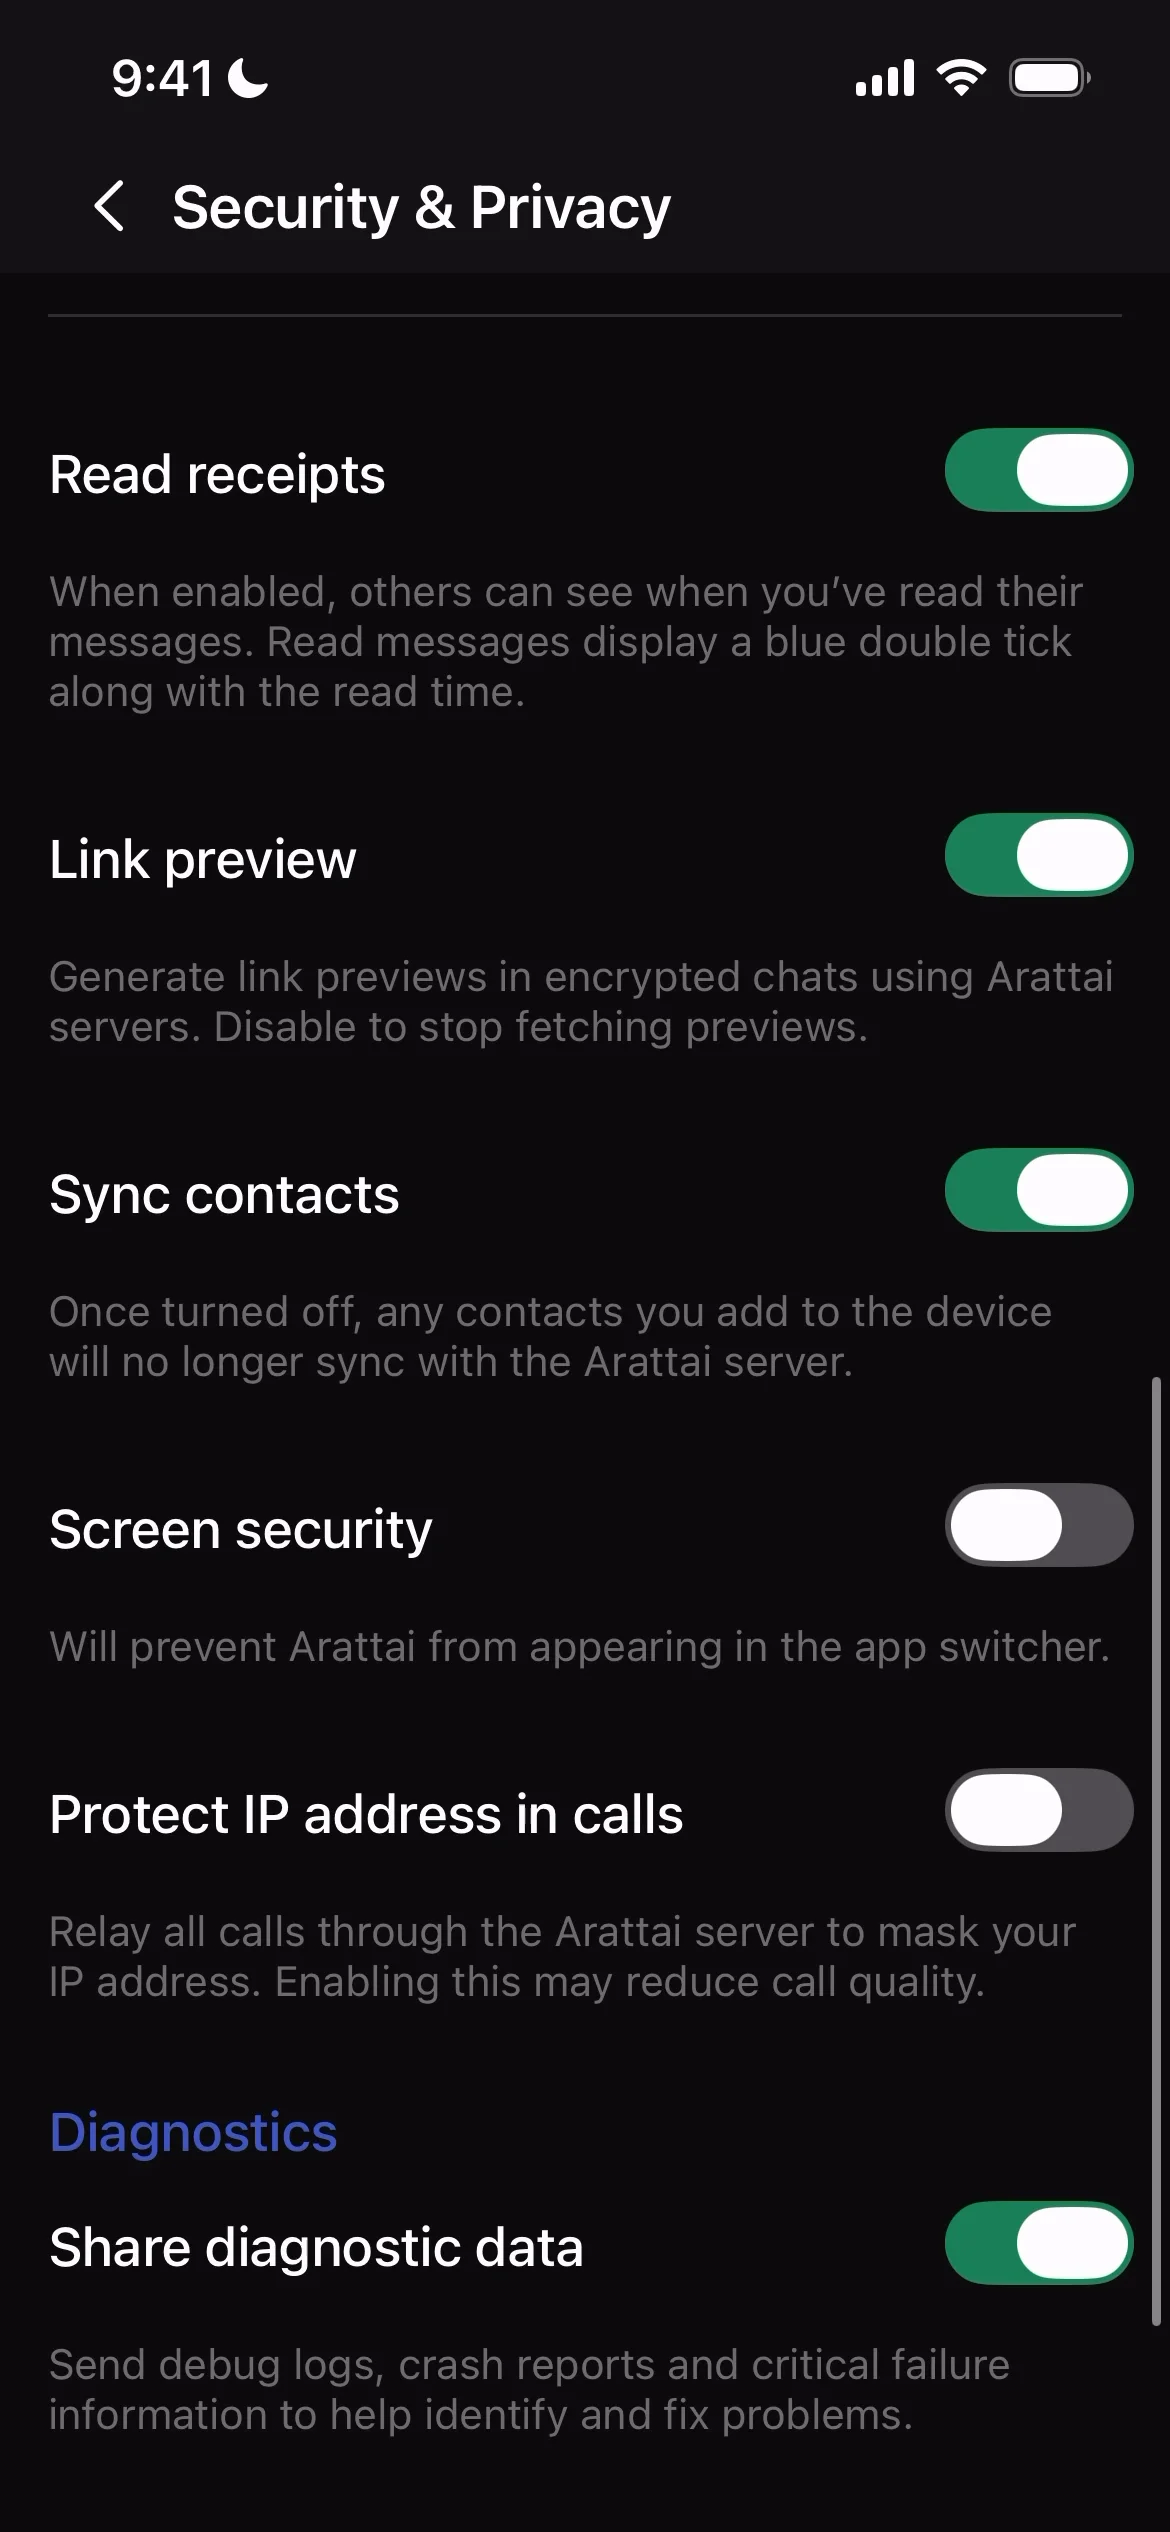 9:41
Security & Privacy
Read receipts
When enabled, others can see when you’ve read their
messages. Read messages display a blue double tick
along with the read time.
Link preview
Generate link previews in encrypted chats using Arattai
servers. Disable to stop fetching previews.
Sync contacts
Once turned off, any contacts you add to the device
will no longer sync with the Arattai server.
Screen security
Will prevent Arattai from appearing in the app switcher.
Protect IP address in calls
Relay all calls through the Arattai server to mask your
IP address. Enabling this may reduce call quality.
Diagnostics
Share diagnostic data
Send debug logs, crash reports and critical failure
information to help identify and fix problems.